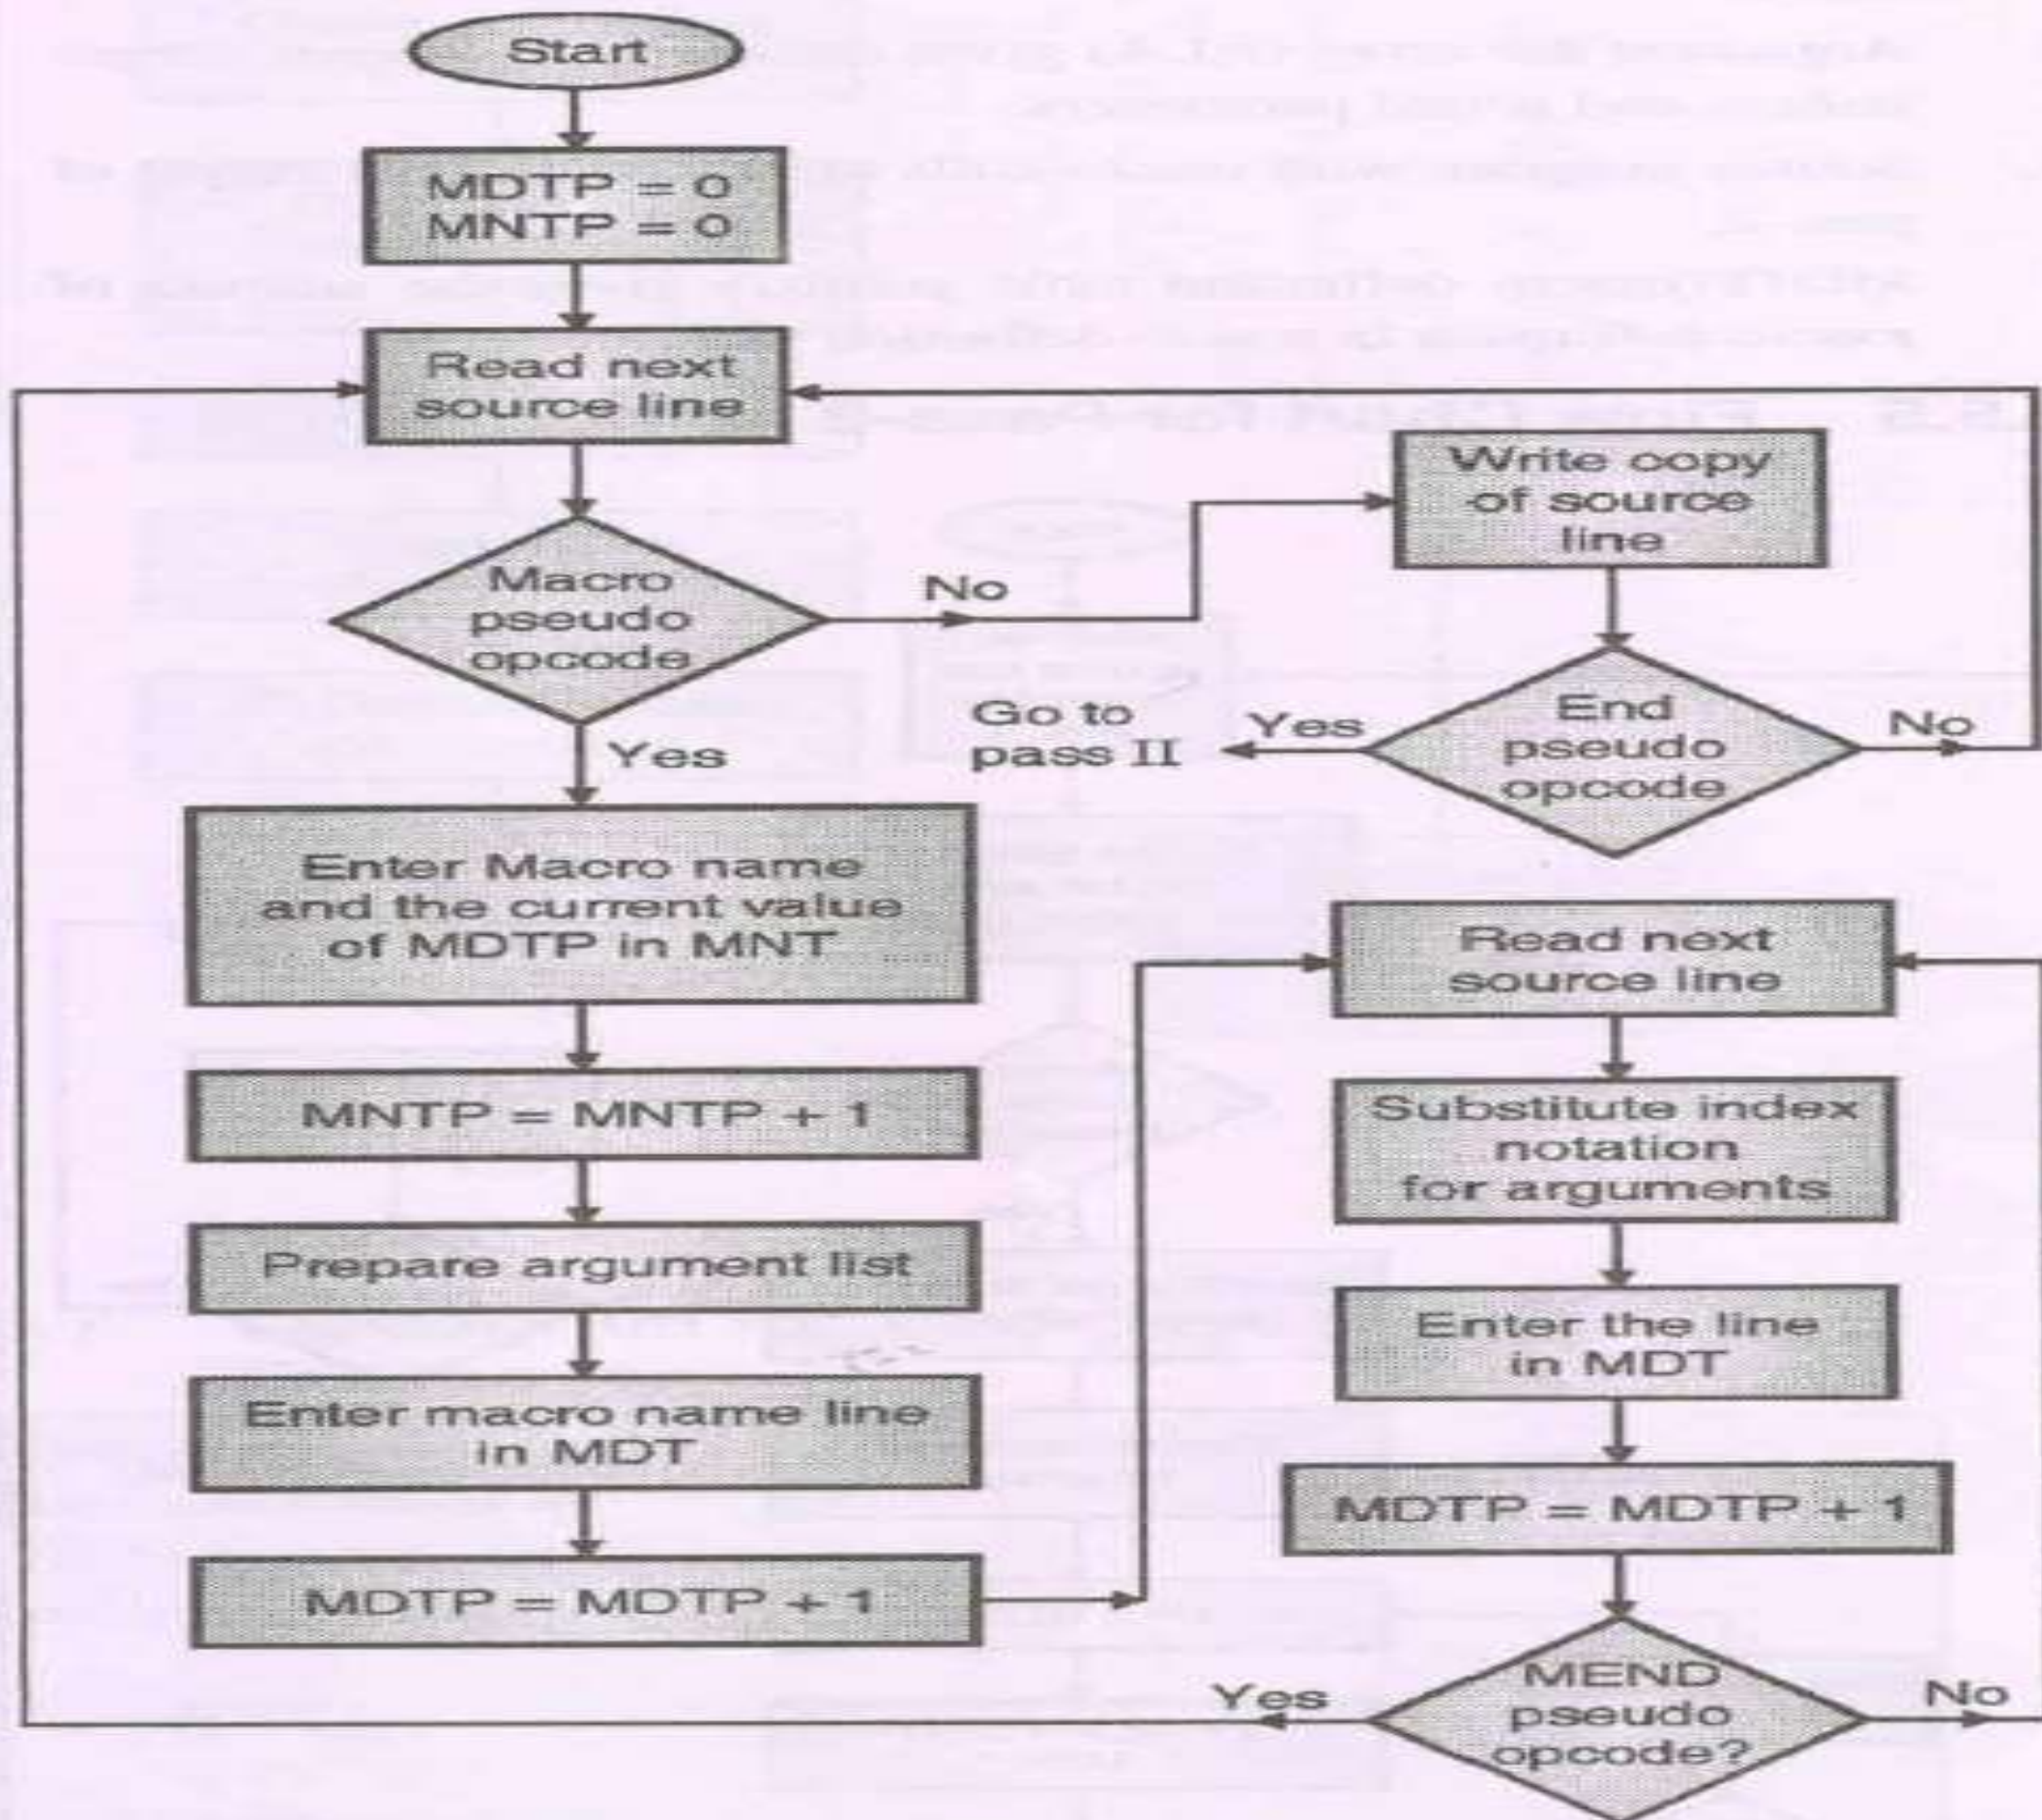 Start
MDTP = 0
MNTP = 0
Read next
source line
Macro
pseudo
opcode
No
Write copy
of source
line
End
pseudo
opcode
No
Yes
Go to
pass II
Yes
Enter Macro name
and the current value
of MDTP in MNT
MNTP = MNTP + 1
Prepare argument list
Enter macro name line
in MDT
MDTP = MDTP + 1
Read next
source line
Substitute index
notation
for arguments
Enter the line
in MDT
MDTP = MDTP + 1
MEND
pseudo
opcode?
Yes
No